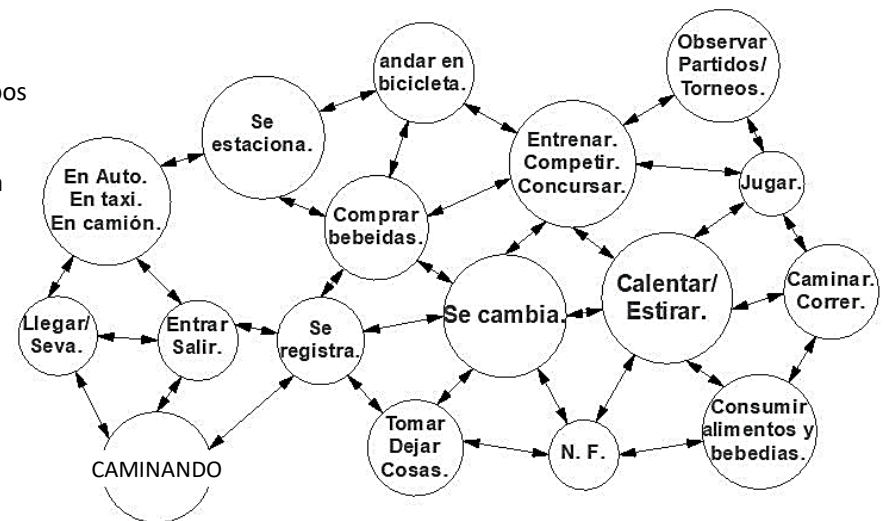 Observar
Partidos/
Torneos.
andar en
bicicleta.
os
Se
estaciona.
Entrenar.
Competir.
Concursar.
En Auto.
En taxi.
En camión.
Jugar.
Comprar
bebeidas.
Calentar/
Estirar.
Caminar.
Correr.
Llegar/
Seva.
Entrar
Salir.
Se
registra.
Se cambia.
Tomar
Dejar
Cosas.
N. F.
Consumir
alimentos y
bebedias.
CAMINANDO